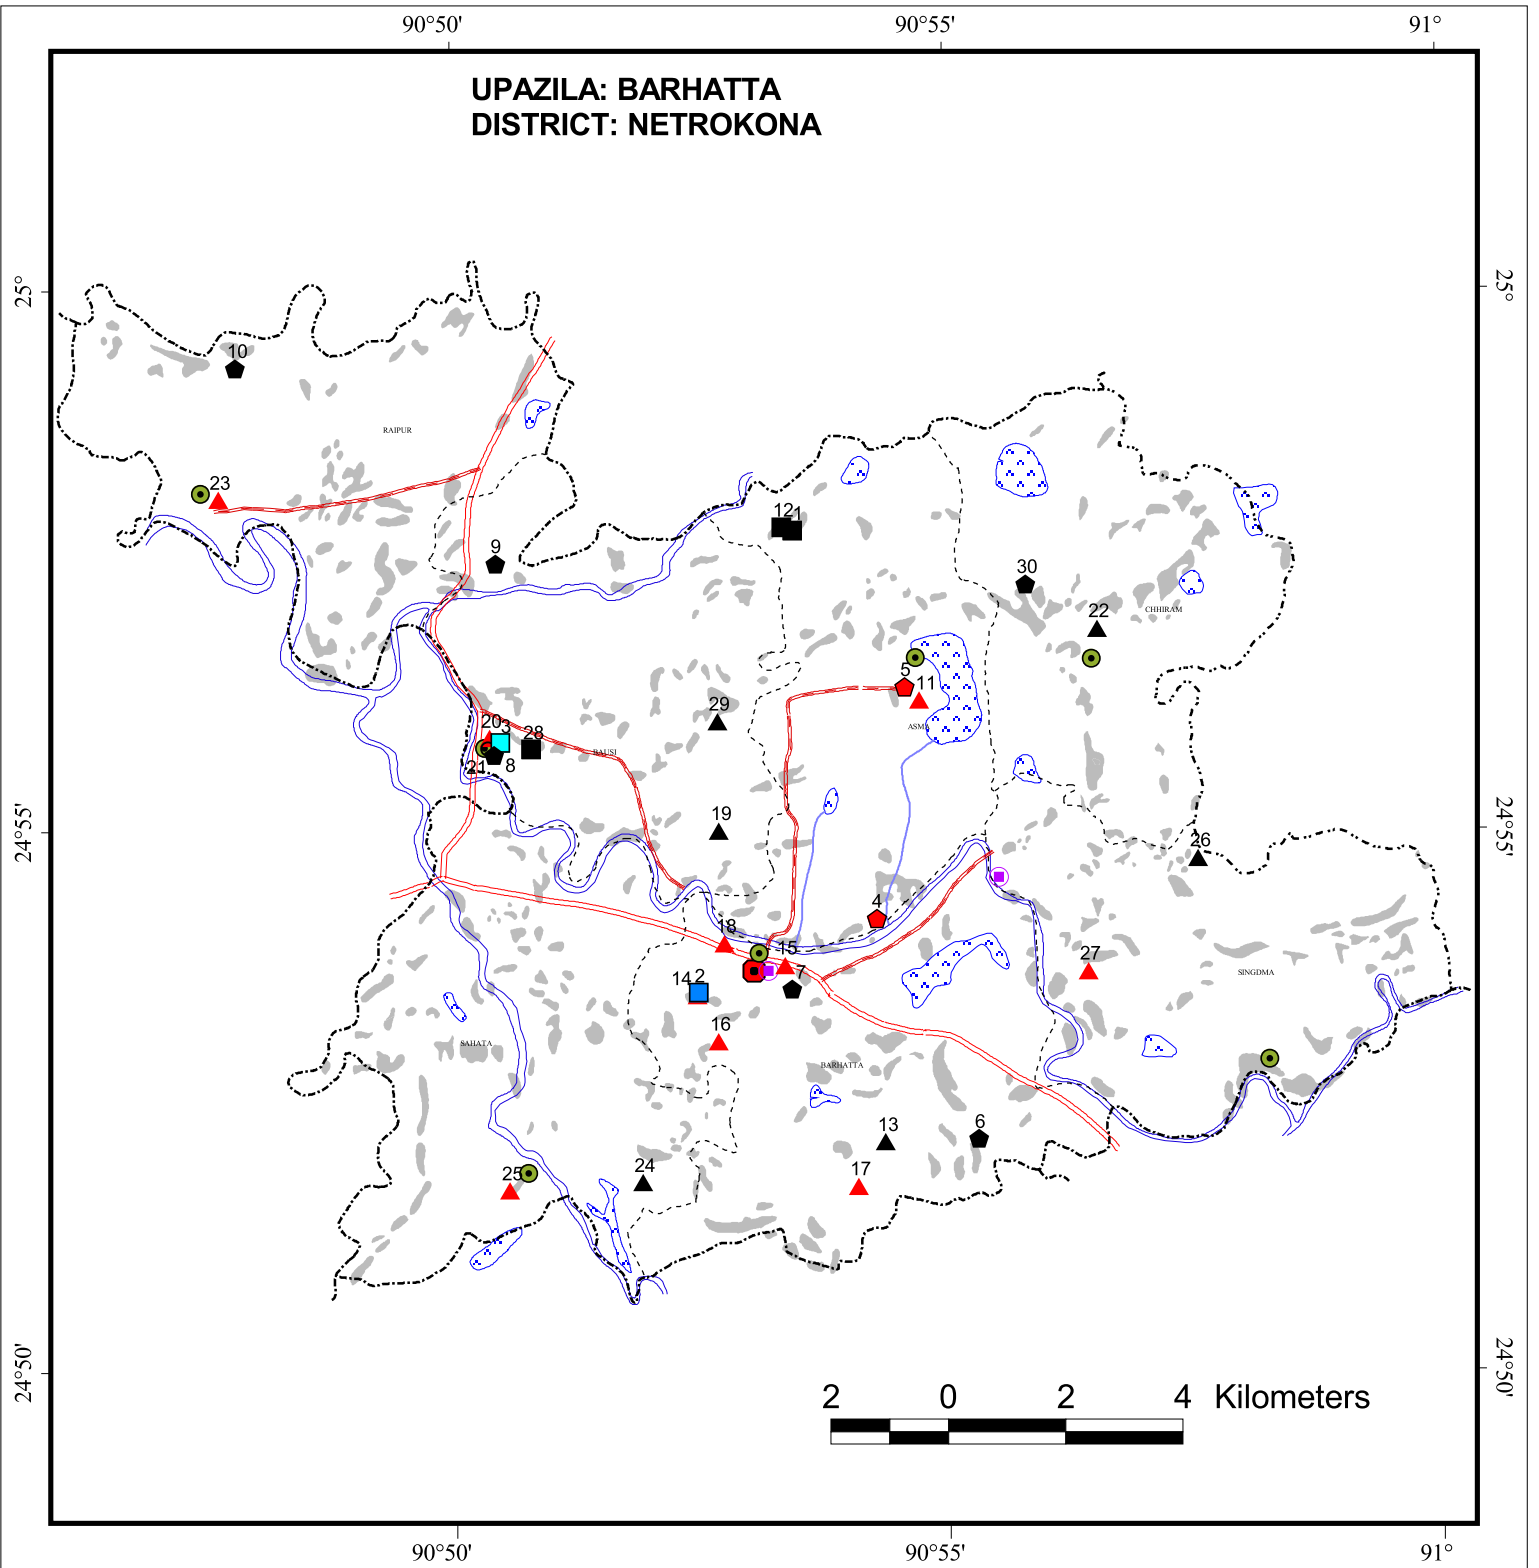 90°50' 90°55' 91°
UPAZILA: BARHATTA
DISTRICT: NETROKONA
25° 25°
10
RAIPUR
23
12 1
9
30
CHHIRAM
22
5
11
29
ASMA
20 3 28
BAUSI
21 8
19
24°55' 24°55'
26
4
18
15
27
7
SINGDMA
14 2
16
SAHATA
BARHATTA
6
13
17
25
24
24°50' 24°50'
2 0 2 4 Kilometers
90°50' 90°55' 91°